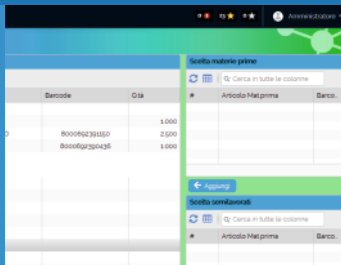 Amministratore
Scelta materie prime
Cerca in tutte le colonne
# Articolo Mat.prima Barco..
Barcode Q.tà
1.000
8000692391150 2.500
8000692390436 1.000
Aggiungi
Scelta semilavorati
Cerca in tutte le colonne
# Articolo Mat.prima Barco..